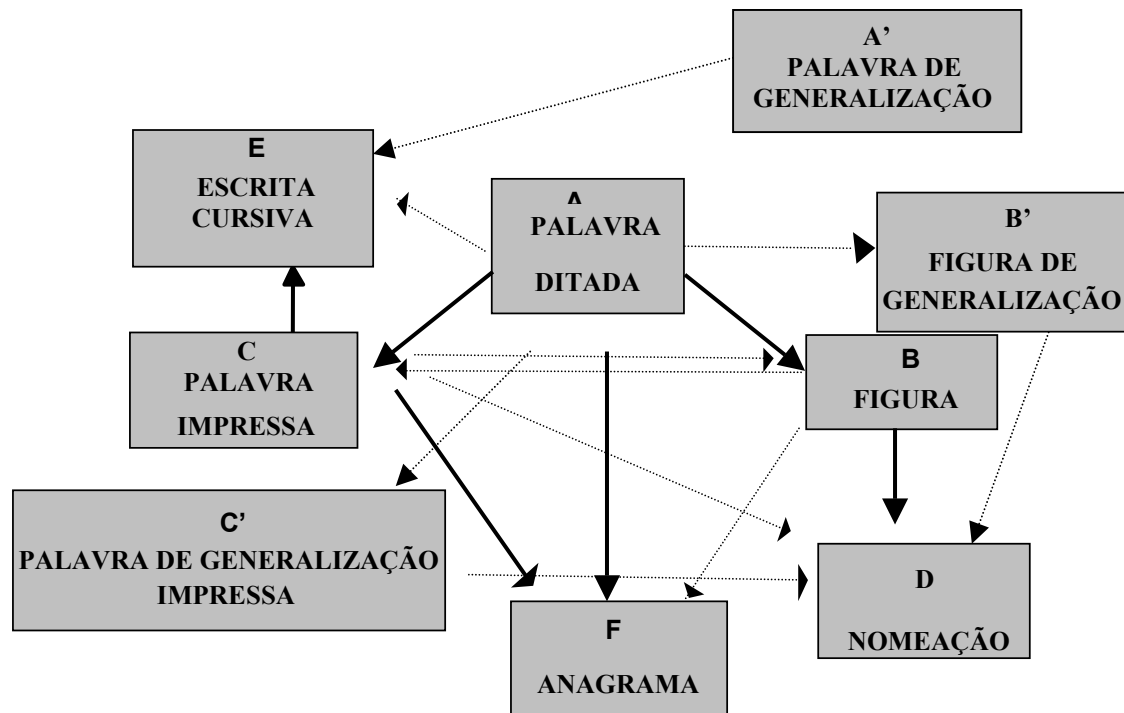 A’
PALAVRA DE
GENERALIZAÇÃO
E
ESCRITA
CURSIVA
A
PALAVRA
DITADA
B’
FIGURA DE
GENERALIZAÇÃO
C
PALAVRA
IMPRESSA
B
FIGURA
C’
PALAVRA DE GENERALIZAÇÃO
IMPRESSA
D
NOMEAÇÃO
F
ANAGRAMA